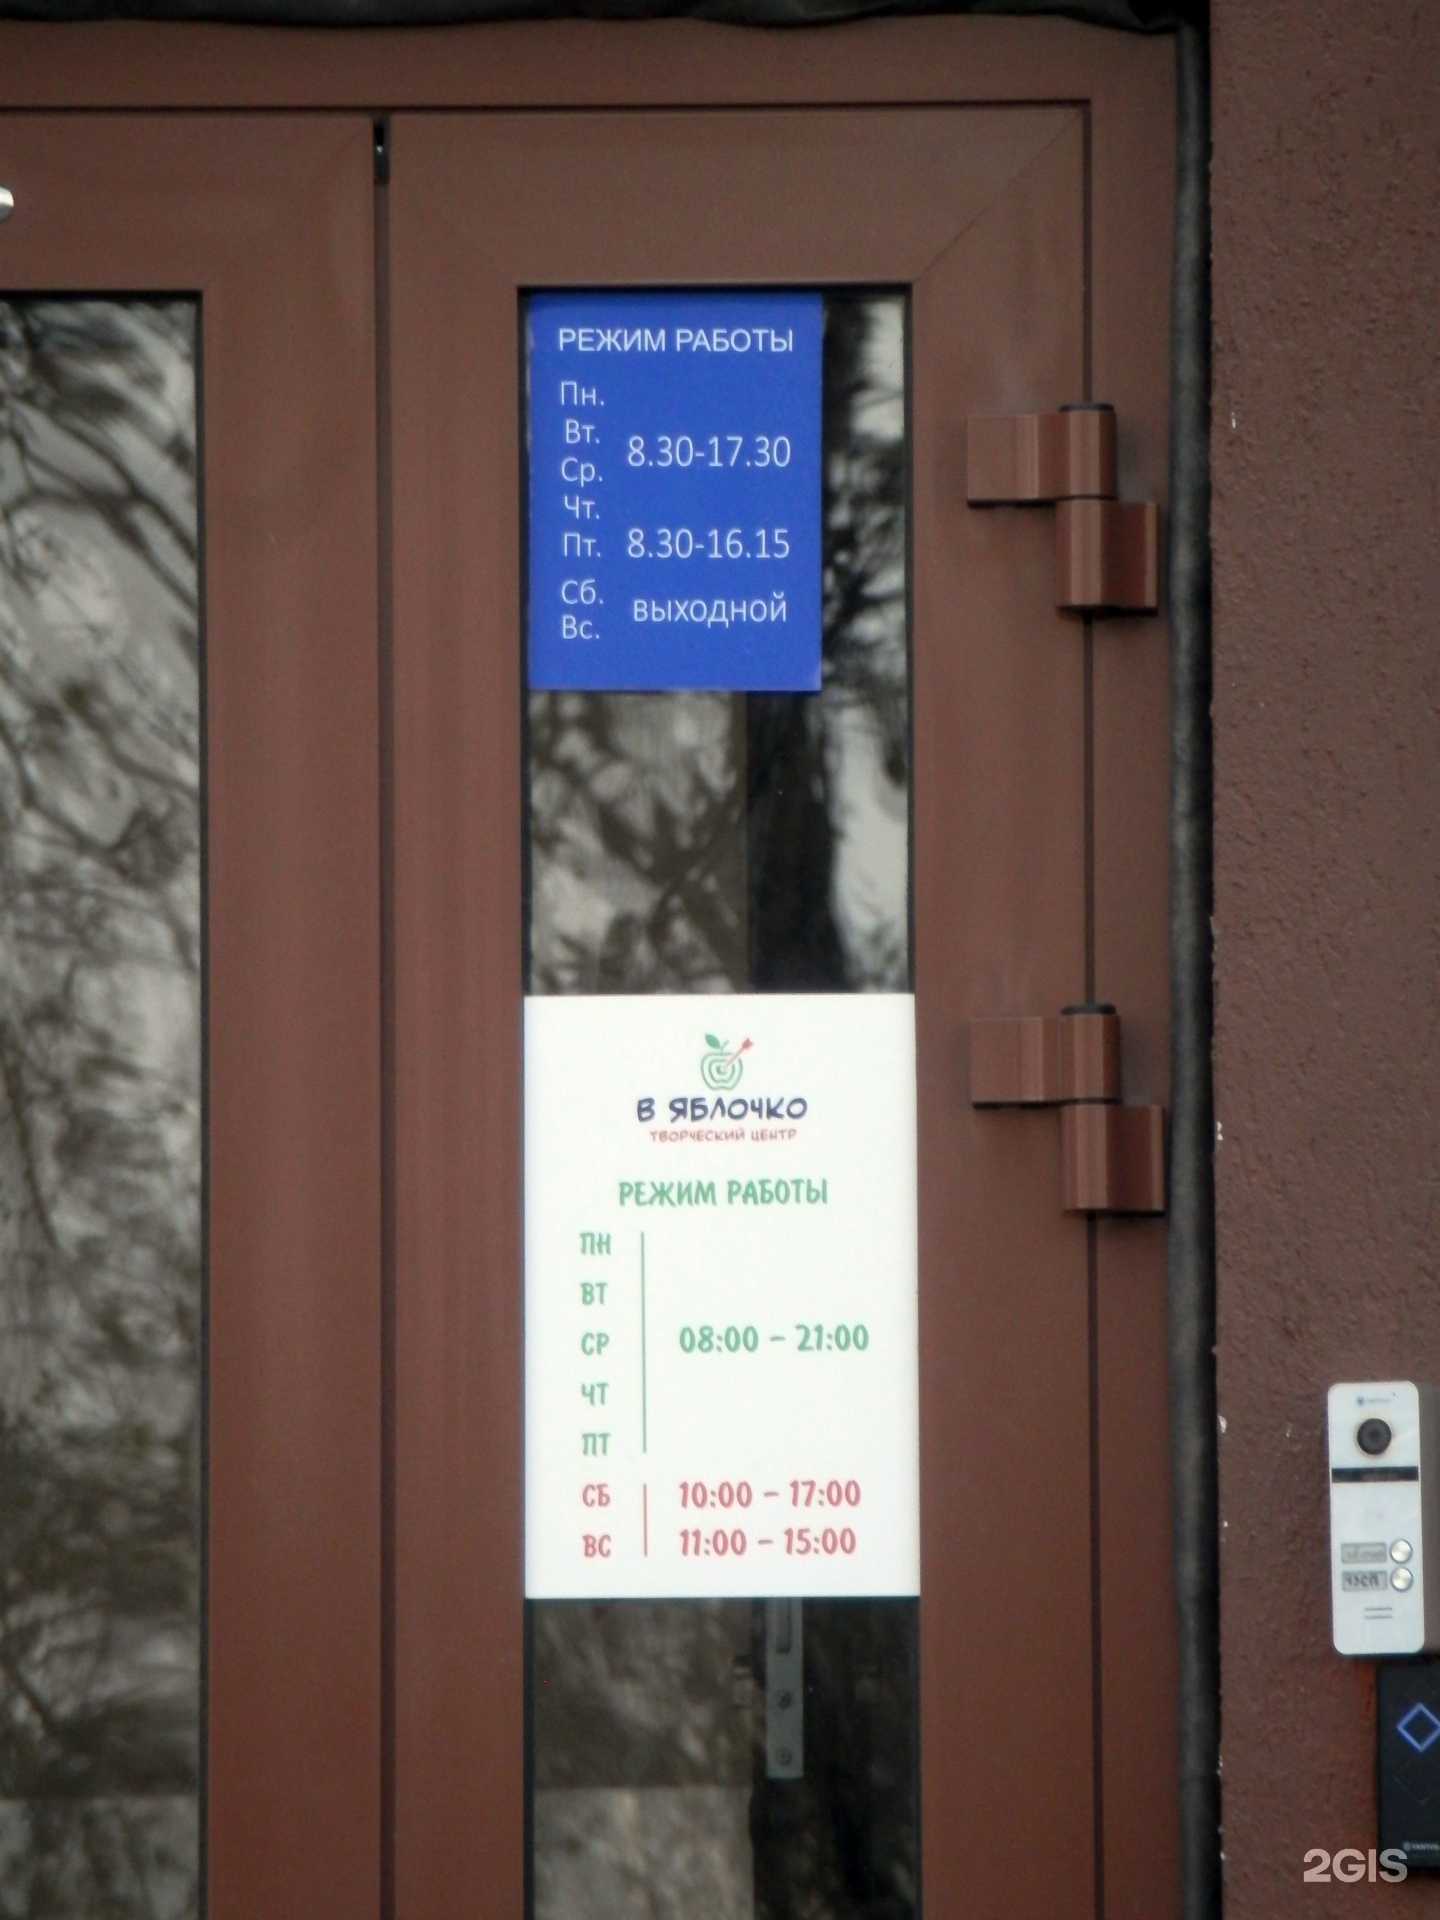 РЕЖИМ РАБОТЫ
Пн.
Вт.
Ср.
Чт.
8.30-17.30
Пт. 8.30-16.15
Сб.
Вс.
выходной
В ЯБЛОЧКО
ТВОРЧЕСКИЙ ЦЕНТР
РЕЖИМ РАБОТЫ
ПН
ВТ
СР
ЧТ
ПТ
08:00 – 21:00
СБ 10:00 – 17:00
ВС 11:00 – 15:00
2GIS